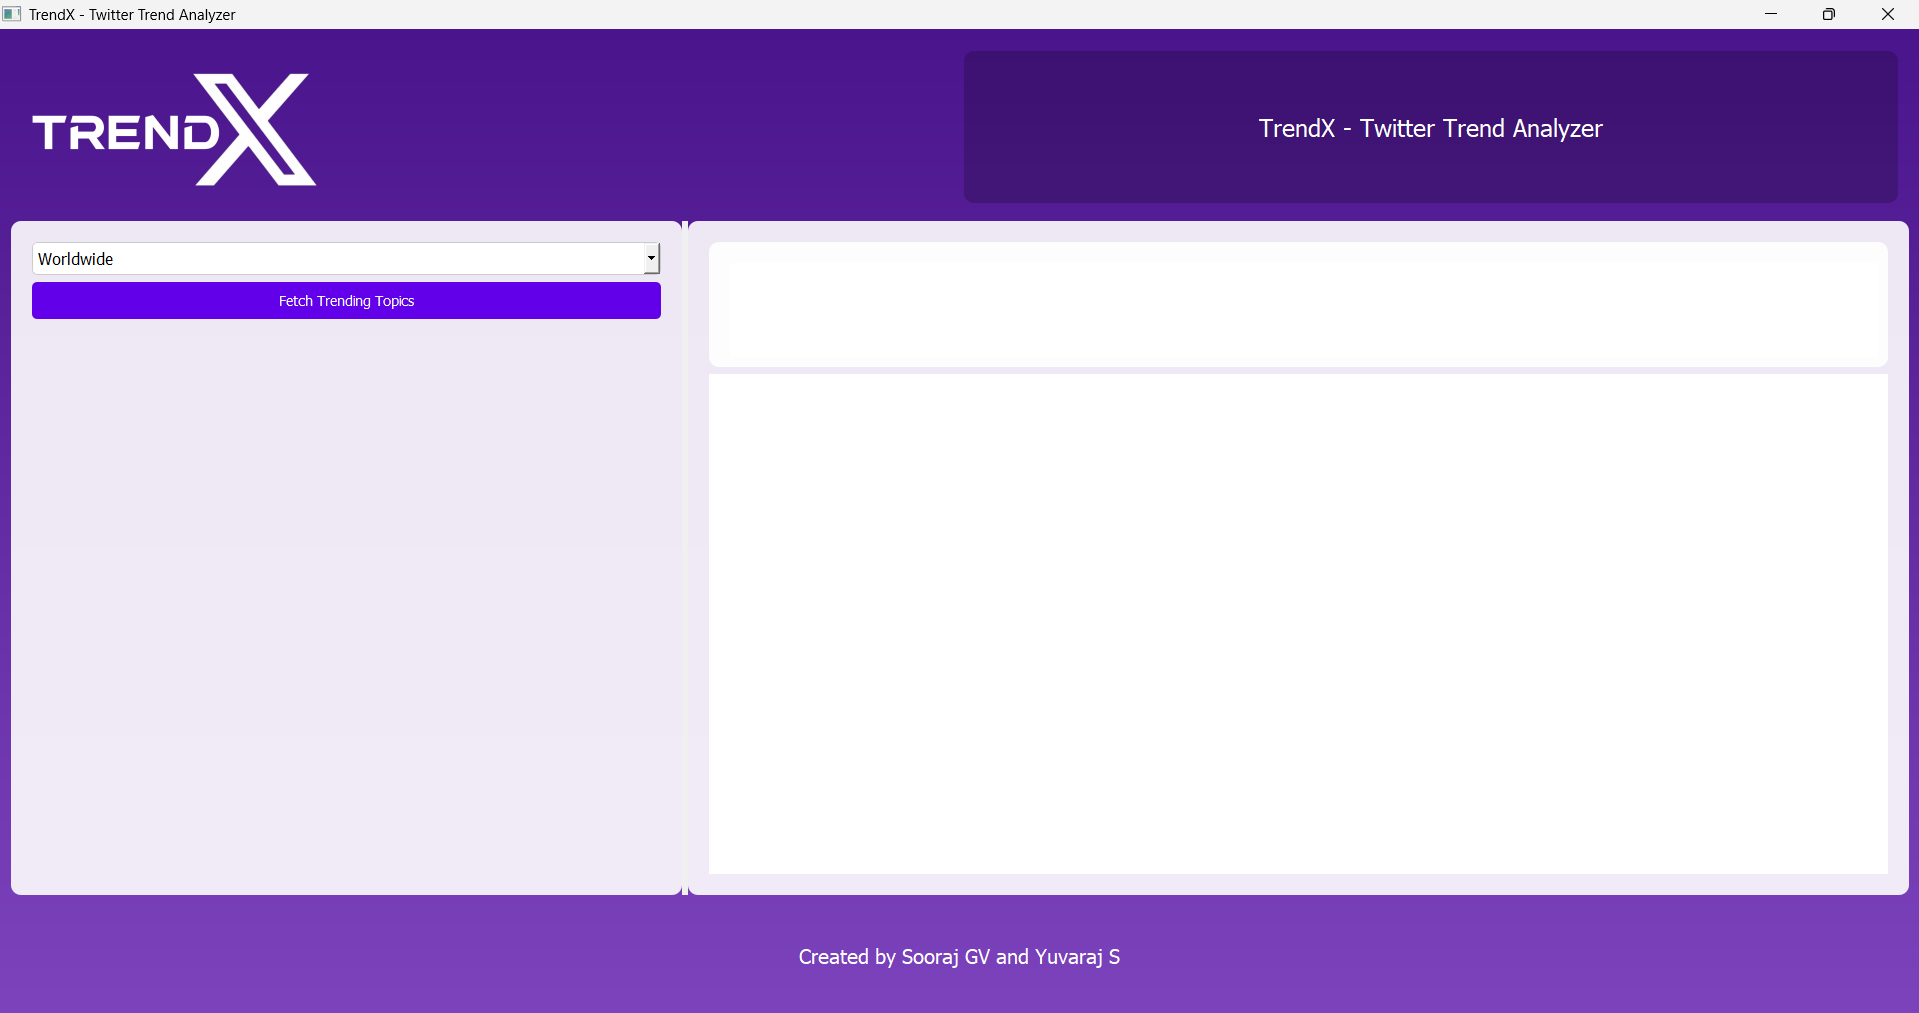 TrendX - Twitter Trend Analyzer
TRENDX
TrendX - Twitter Trend Analyzer
Worldwide
Fetch Trending Topics
Created by Sooraj GV and Yuvaraj S